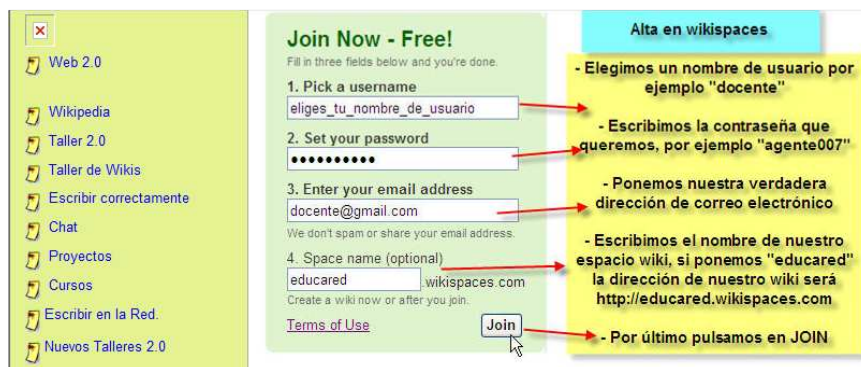 Web 2.0
Wikipedia
Taller 2.0
Taller de Wikis
Escribir correctamente
Chat
Proyectos
Cursos
Escribir en la Red.
Nuevos Talleres 2.0
Join Now - Free!
Fill in three fields below and you're done.
1. Pick a username
eliges_tu_nombre_de_usuario
2. Set your password
●●●●●●●●●●
3. Enter your email address
docente@gmail.com
We don't spam or share your email address.
4. Space name (optional)
educared .wikispaces.com
Create a wiki now or after you join.
Terms of Use
Join
Alta en wikispaces
- Elegimos un nombre de usuario por
ejemplo "docente"
- Escribimos la contraseña que
queremos, por ejemplo "agente007"
- Ponemos nuestra verdadera
dirección de correo electrónico
- Escribimos el nombre de nuestro
espacio wiki, si ponemos "educared"
la dirección de nuestro wiki será
http://educared.wikispaces.com
- Por último pulsamos en JOIN